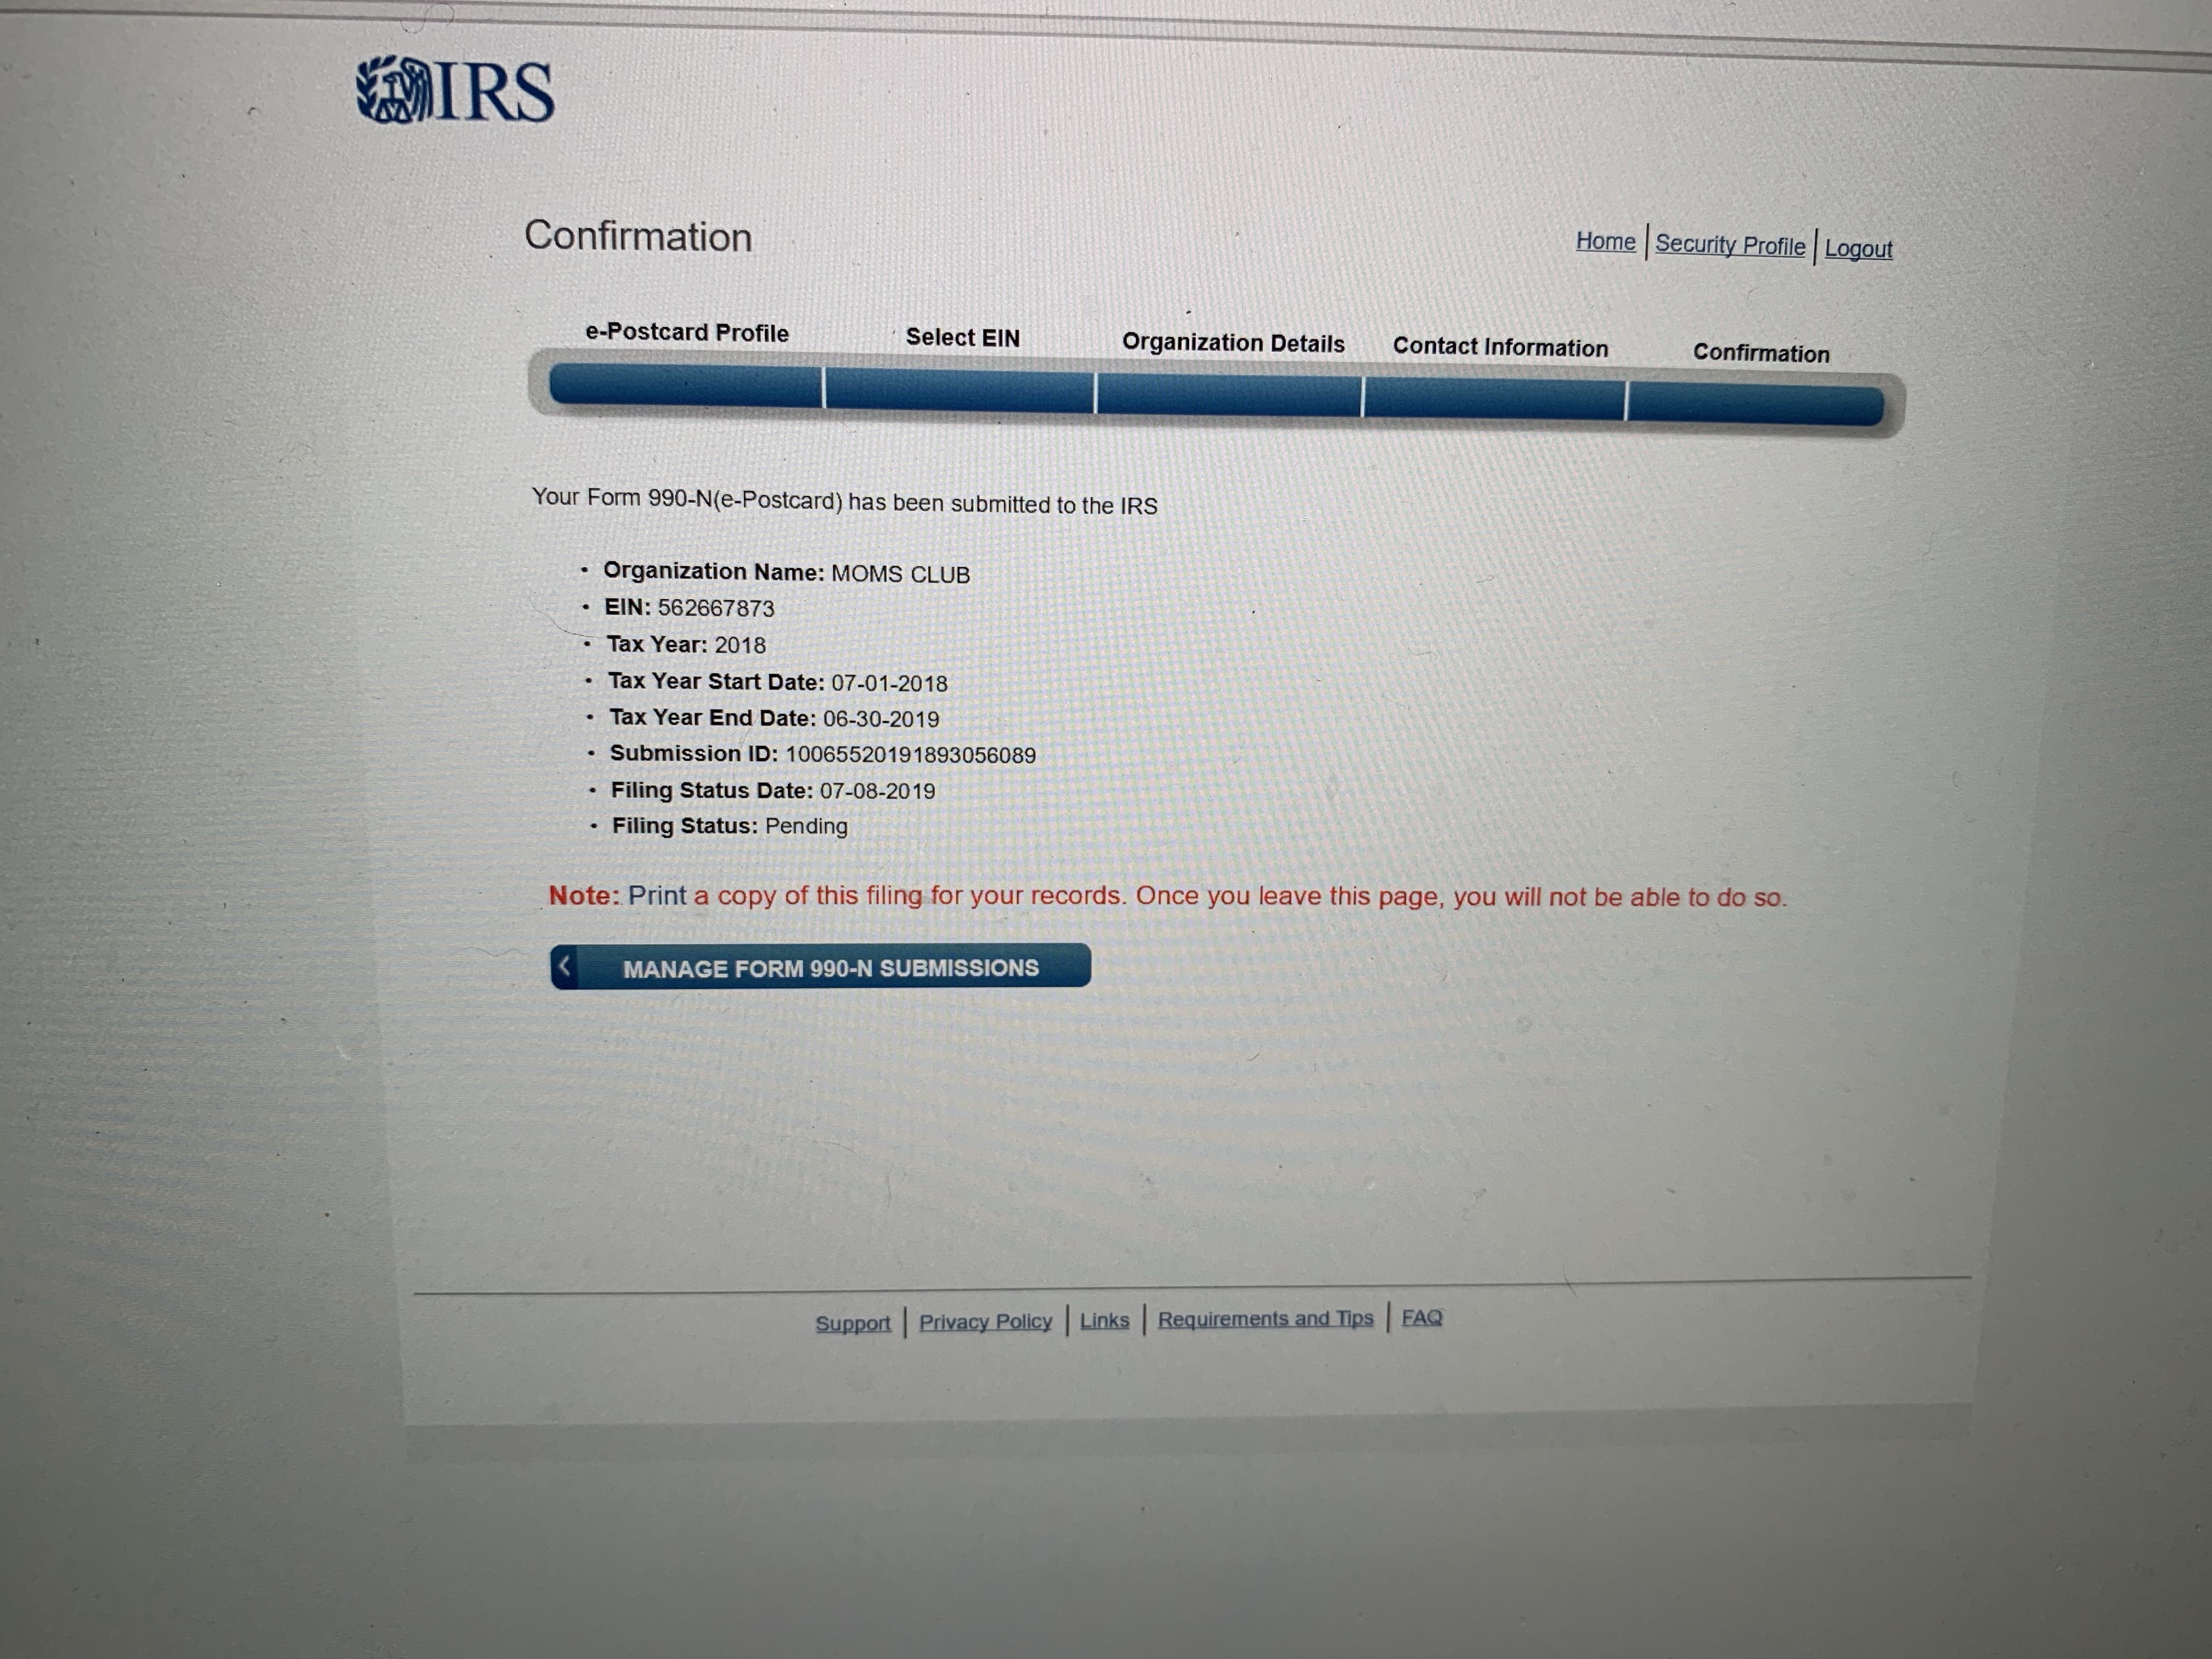 IRS
Confirmation
Home | Security Profile | Logout
e-Postcard Profile
Select EIN
Organization Details
Contact Information
Confirmation
Your Form 990-N(e-Postcard) has been submitted to the IRS
• Organization Name: MOMS CLUB
• EIN: 562667873
• Tax Year: 2018
• Tax Year Start Date: 07-01-2018
• Tax Year End Date: 06-30-2019
• Submission ID: 10065520191893056089
• Filing Status Date: 07-08-2019
• Filing Status: Pending
Note: Print a copy of this filing for your records. Once you leave this page, you will not be able to do so.
MANAGE FORM 990-N SUBMISSIONS
Support | Privacy Policy | Links | Requirements and Tips | FAQ